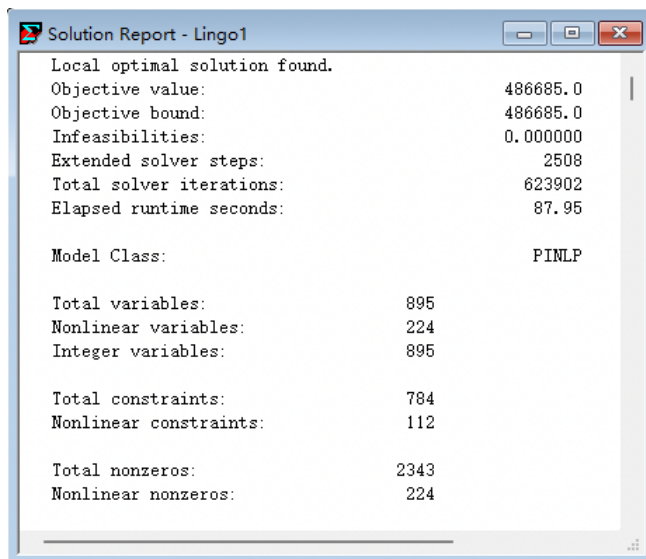 Solution Report - Lingo1
Local optimal solution found.
Objective value: 486685.0
Objective bound: 486685.0
Infeasibilities: 0.000000
Extended solver steps: 2508
Total solver iterations: 623902
Elapsed runtime seconds: 87.95
Model Class: PINLP
Total variables: 895
Nonlinear variables: 224
Integer variables: 895
Total constraints: 784
Nonlinear constraints: 112
Total nonzeros: 2343
Nonlinear nonzeros: 224